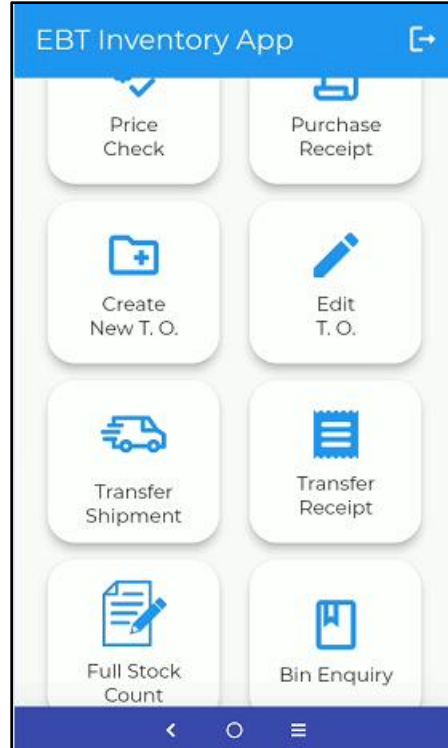 EBT Inventory App
Price
Check
Purchase
Receipt
Create
New T. O.
Edit
T. O.
Transfer
Shipment
Transfer
Receipt
Full Stock
Count
Bin Enquiry